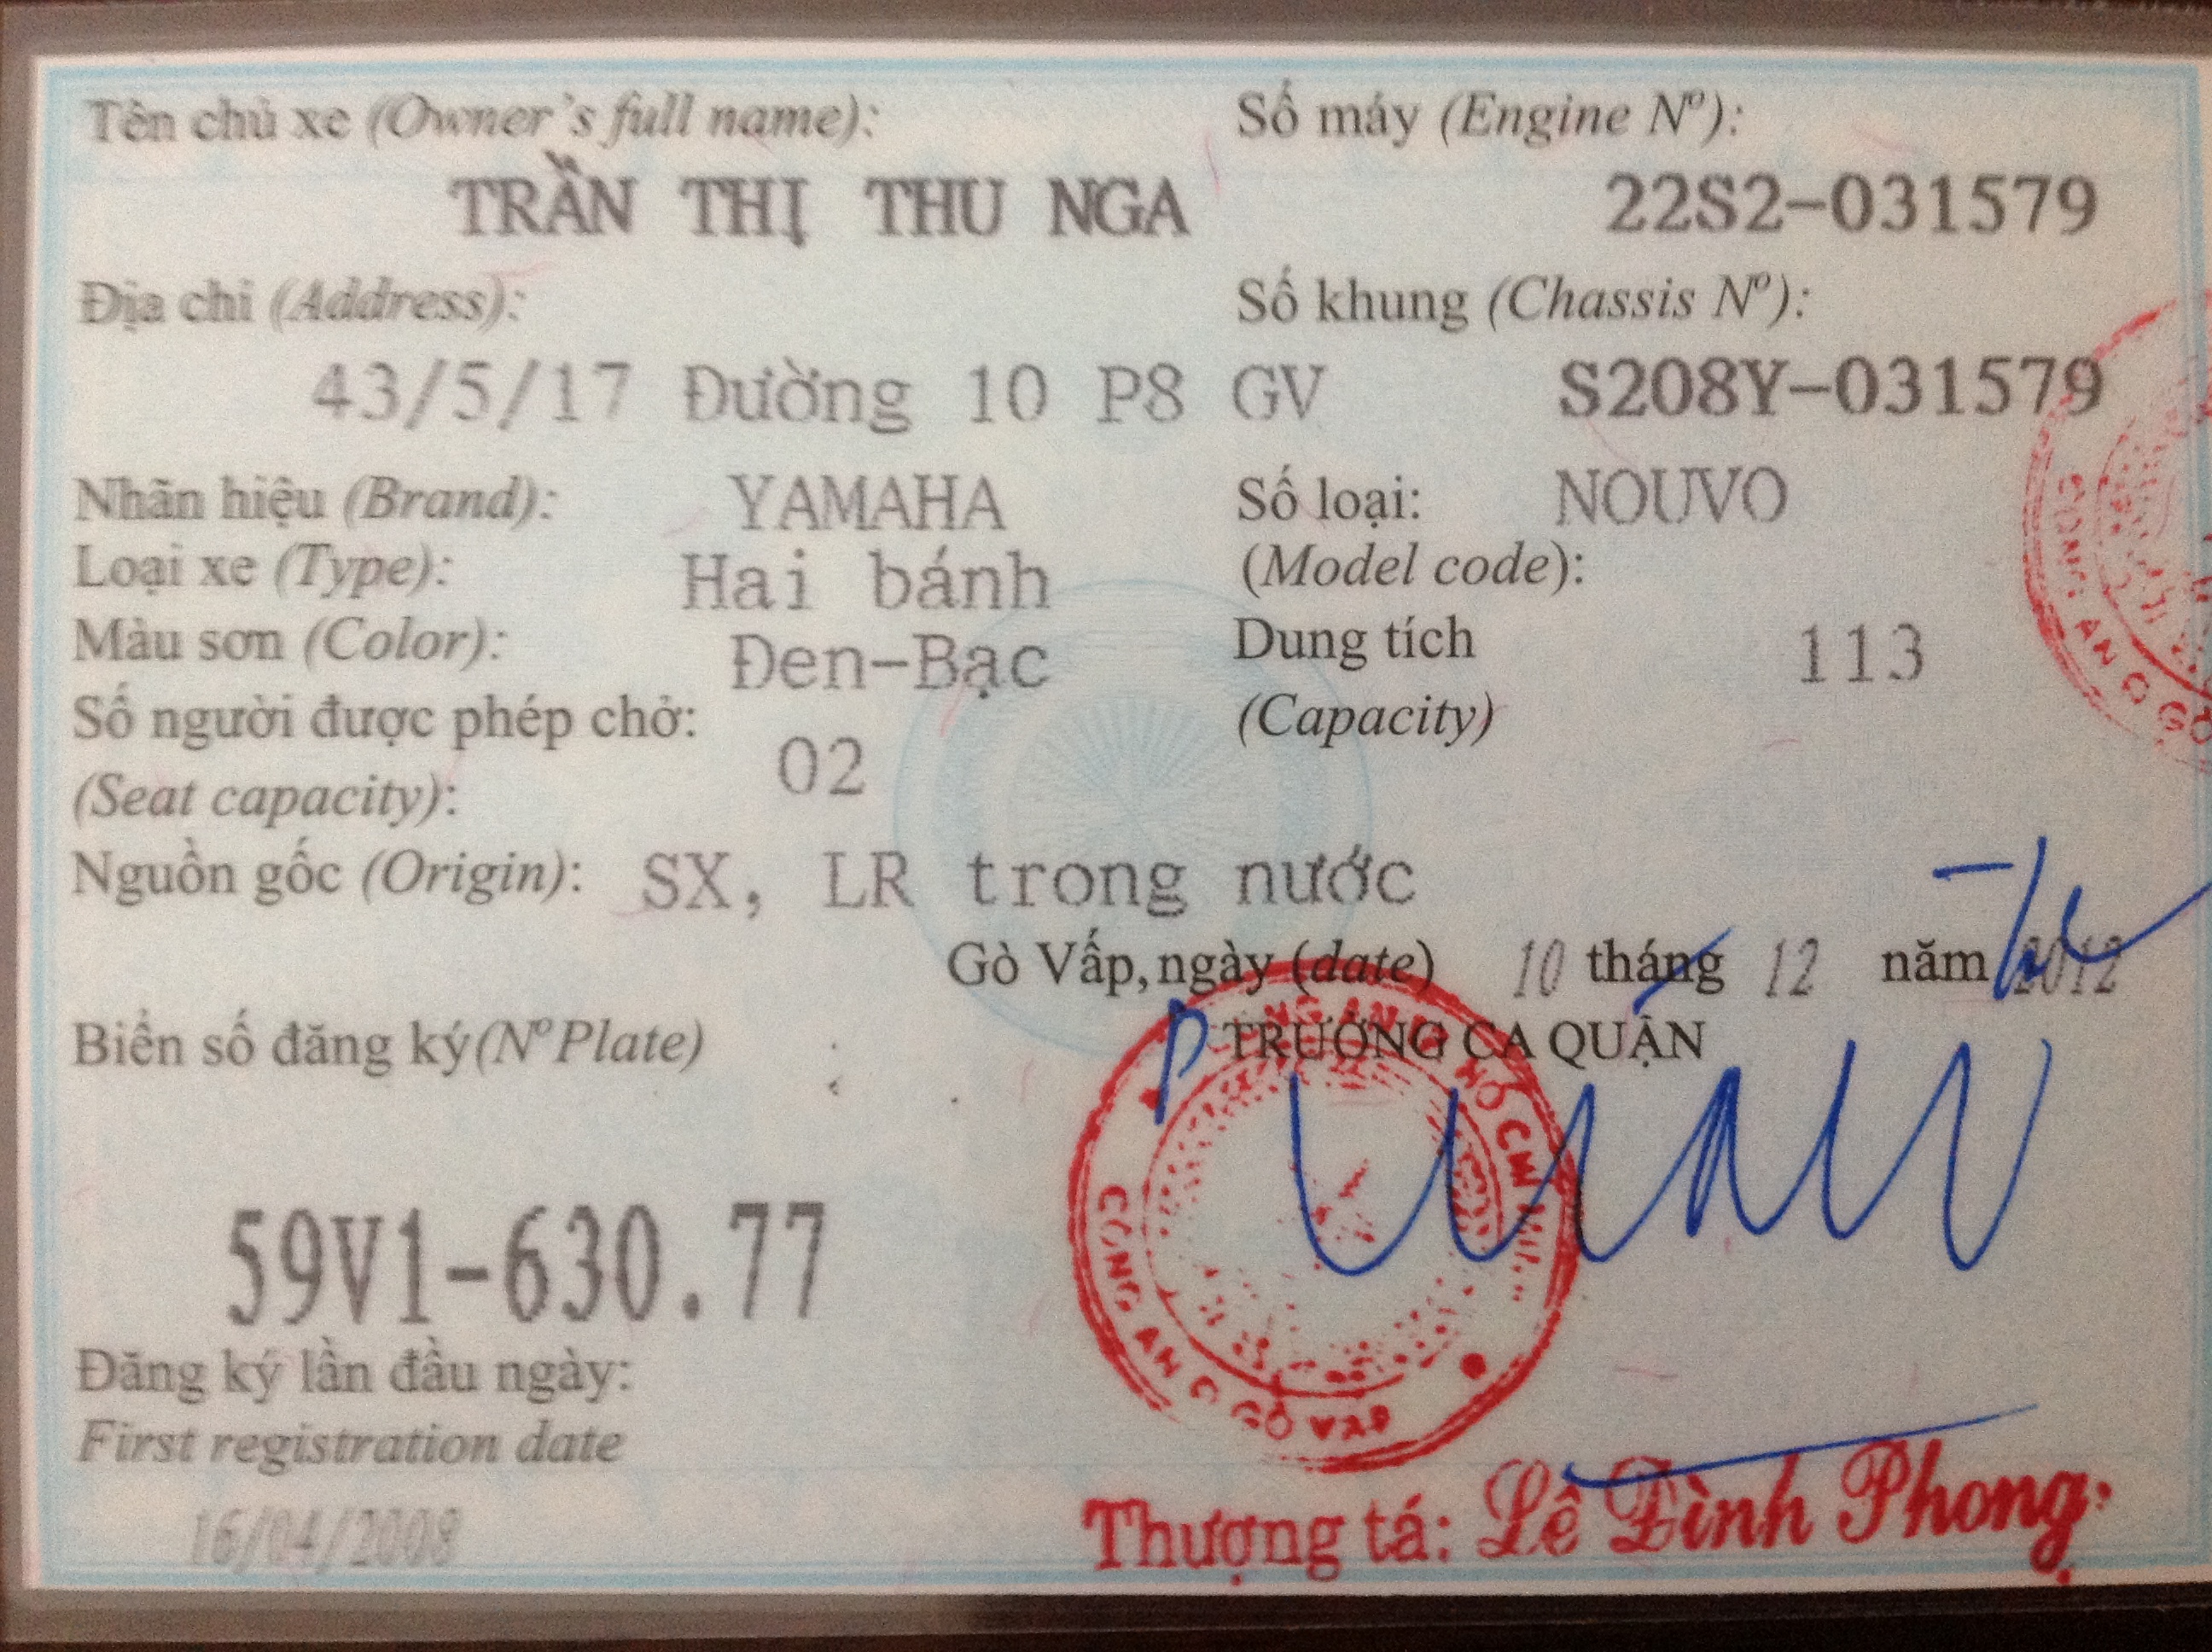 Tên chủ xe (Owner's full name):
TRẦN THỊ THU NGA
Số máy (Engine Nº):
22S2-031579
Địa chỉ (Address):
43/5/17 Đường 10 P8 GV
Số khung (Chassis Nº):
S208Y-031579
Nhãn hiệu (Brand): YAMAHA
Số loại: NOUVO
(Model code):
Loại xe (Type): Hai bánh
Màu sơn (Color): Đen-Bạc
Dung tích 113
(Capacity)
Số người được phép chở: 02
(Seat capacity):
Nguồn gốc (Origin): SX, LR trong nước
Gò Vấp, ngày (date) 10 tháng 12 năm 2012
TRƯỞNG CA QUẬN
Biển số đăng ký (Nº Plate)
59V1-630.77
Đăng ký lần đầu ngày:
First registration date
16/04/2008
CÔNG AN Q GÒ VẤP
Thượng tá: Lê Đình Phong